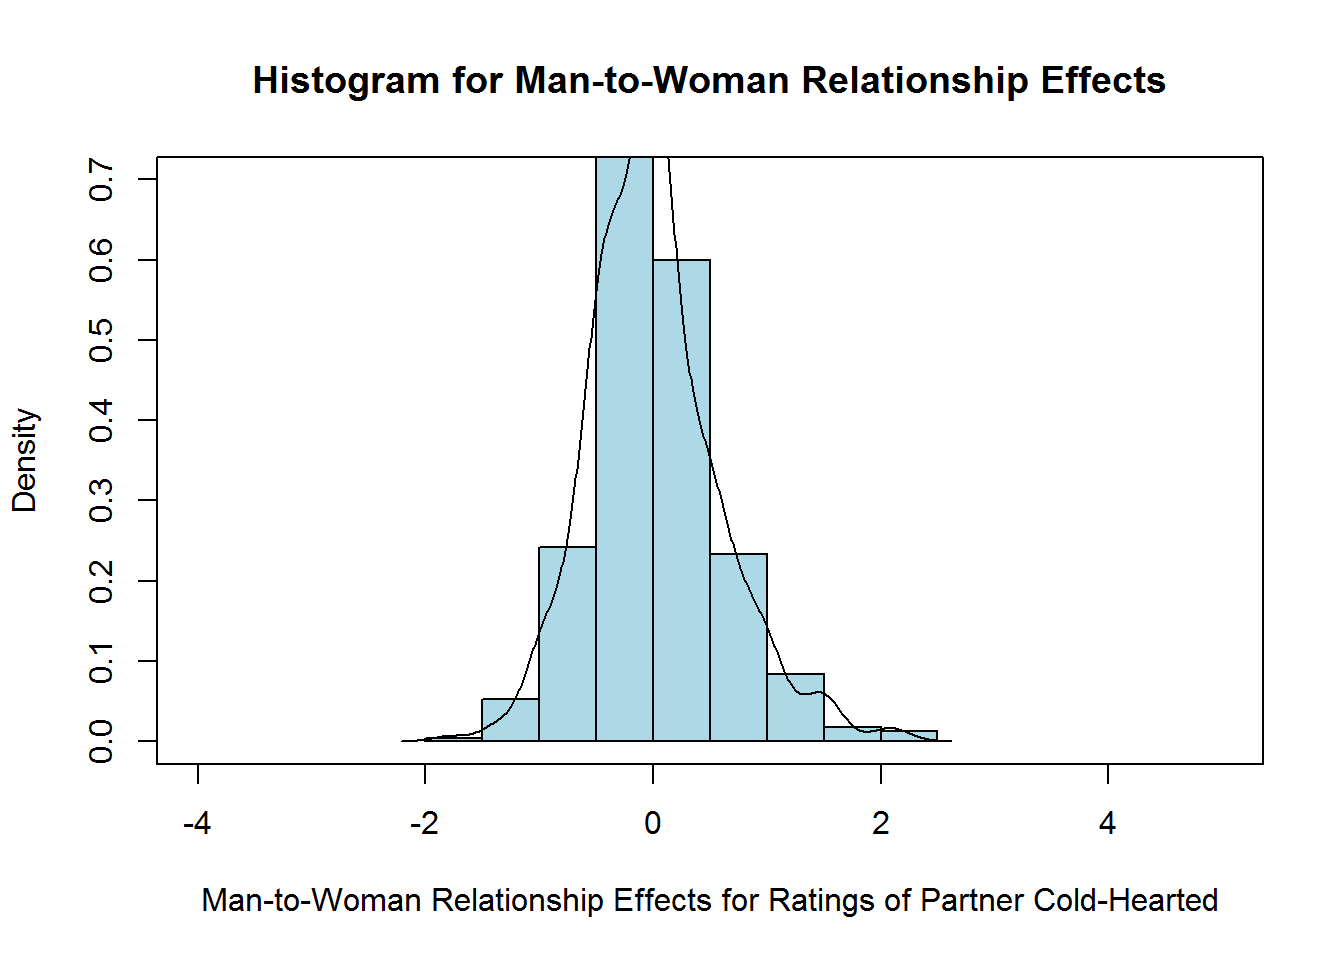 Histogram for Man-to-Woman Relationship Effects
Density
0.7
0.6
0.5
0.4
0.3
0.2
0.1
0.0
-4 -2 0 2 4
Man-to-Woman Relationship Effects for Ratings of Partner Cold-Hearted